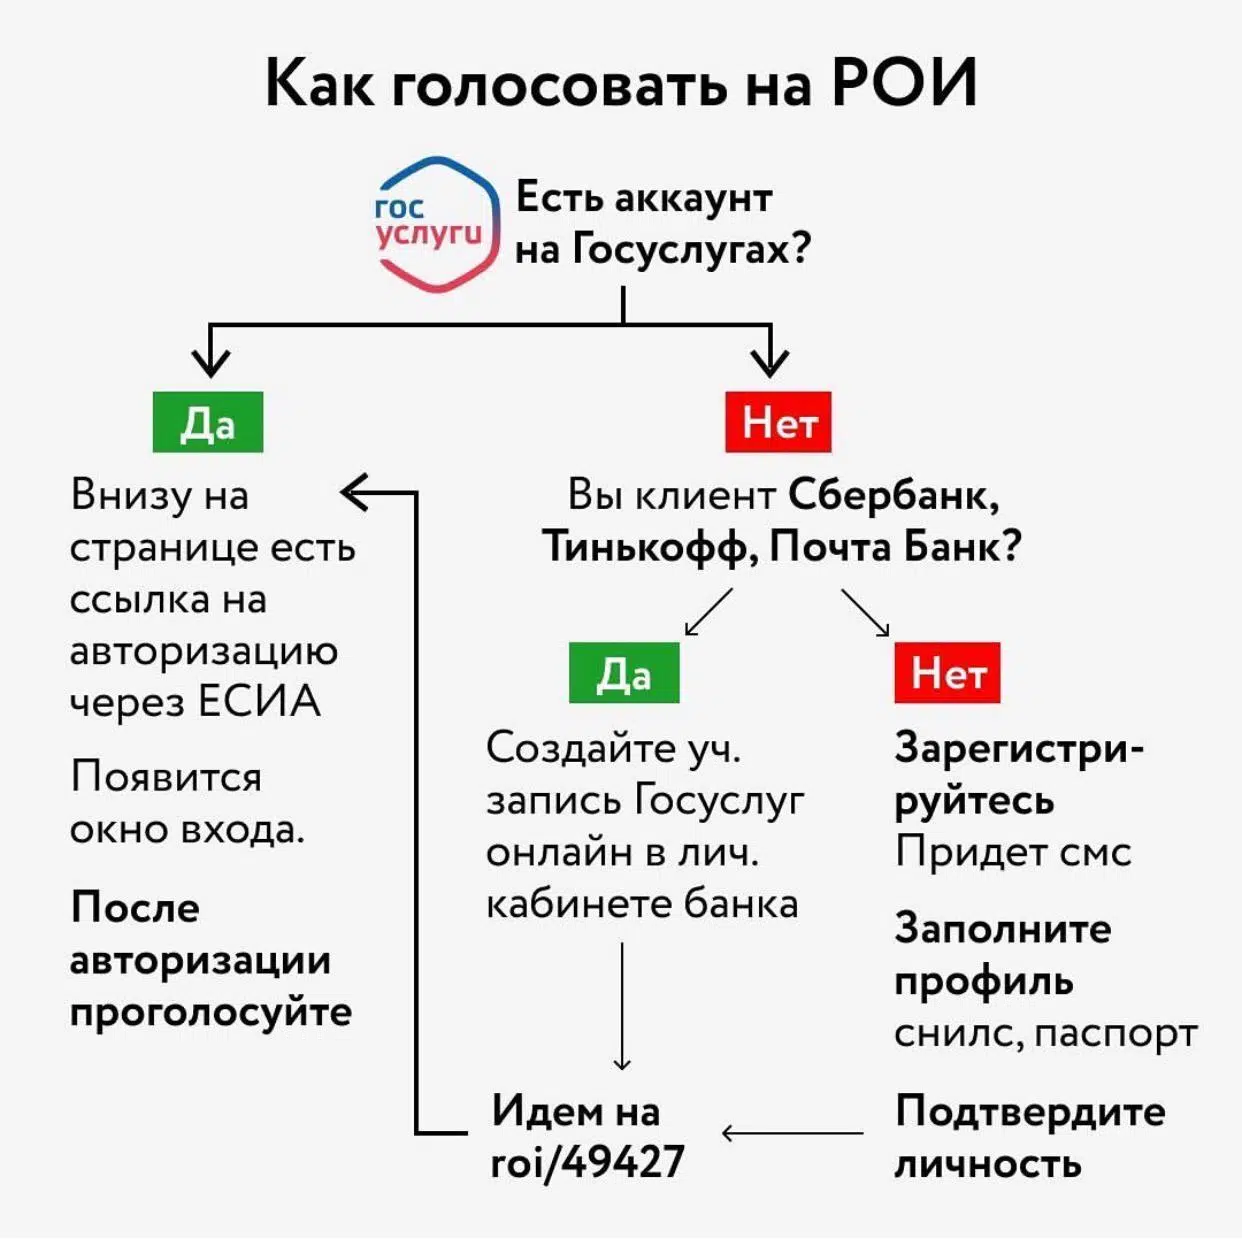 Как голосовать на РОИ
гос
услуги
Есть аккаунт
на Госуслугах?
Да
Внизу на
странице есть
ссылка на
авторизацию
через ЕСИА
Появится
окно входа.
После
авторизации
проголосуйте
Нет
Вы клиент Сбербанк,
Тинькофф, Почта Банк?
Да
Создайте уч.
запись Госуслуг
онлайн в лич.
кабинете банка
Нет
Зарегистри-
руйтесь
Придет смс
Заполните
профиль
снилс, паспорт
Подтвердите
личность
Идем на
roi/49427